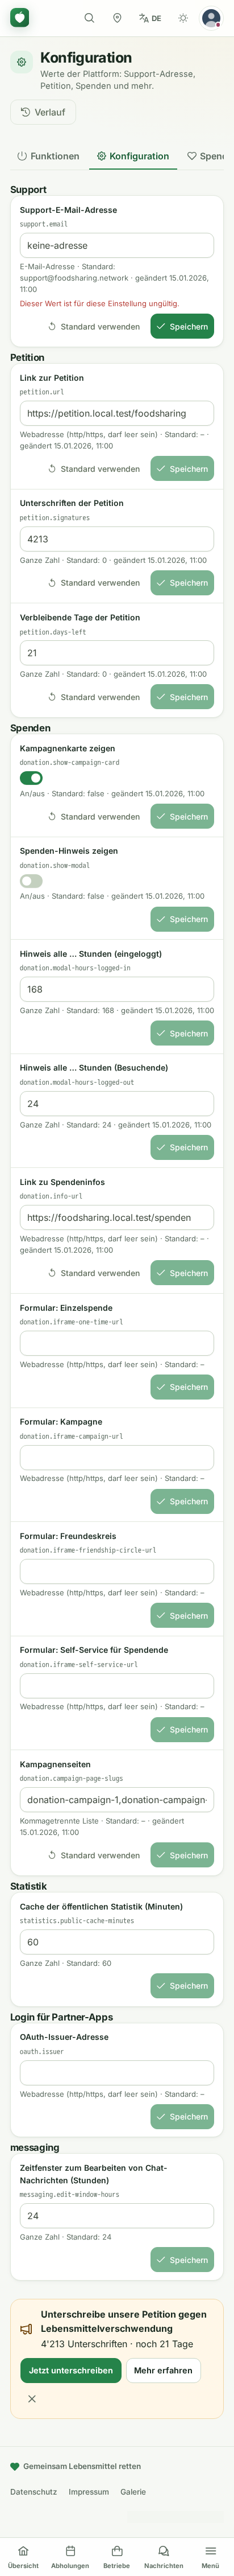 DE
Konfiguration
Werte der Plattform: Support-Adresse,
Petition, Spenden und mehr.
Verlauf
Funktionen
Konfiguration
Spend
Support
Support-E-Mail-Adresse
support.email
keine-adresse
E-Mail-Adresse · Standard:
support@foodsharing.network · geändert 15.01.2026,
11:00
Dieser Wert ist für diese Einstellung ungültig.
Standard verwenden
Speichern
Petition
Link zur Petition
petition.url
https://petition.local.test/foodsharing
Webadresse (http/https, darf leer sein) · Standard: – ·
geändert 15.01.2026, 11:00
Standard verwenden
Speichern
Unterschriften der Petition
petition.signatures
4213
Ganze Zahl · Standard: 0 · geändert 15.01.2026, 11:00
Standard verwenden
Speichern
Verbleibende Tage der Petition
petition.days-left
21
Ganze Zahl · Standard: 0 · geändert 15.01.2026, 11:00
Standard verwenden
Speichern
Spenden
Kampagnenkarte zeigen
donation.show-campaign-card
An/aus · Standard: false · geändert 15.01.2026, 11:00
Standard verwenden
Speichern
Spenden-Hinweis zeigen
donation.show-modal
An/aus · Standard: false · geändert 15.01.2026, 11:00
Speichern
Hinweis alle … Stunden (eingeloggt)
donation.modal-hours-logged-in
168
Ganze Zahl · Standard: 168 · geändert 15.01.2026, 11:00
Speichern
Hinweis alle … Stunden (Besuchende)
donation.modal-hours-logged-out
24
Ganze Zahl · Standard: 24 · geändert 15.01.2026, 11:00
Speichern
Link zu Spendeninfos
donation.info-url
https://foodsharing.local.test/spenden
Webadresse (http/https, darf leer sein) · Standard: – ·
geändert 15.01.2026, 11:00
Standard verwenden
Speichern
Formular: Einzelspende
donation.iframe-one-time-url
Webadresse (http/https, darf leer sein) · Standard: –
Speichern
Formular: Kampagne
donation.iframe-campaign-url
Webadresse (http/https, darf leer sein) · Standard: –
Speichern
Formular: Freundeskreis
donation.iframe-friendship-circle-url
Webadresse (http/https, darf leer sein) · Standard: –
Speichern
Formular: Self-Service für Spendende
donation.iframe-self-service-url
Webadresse (http/https, darf leer sein) · Standard: –
Speichern
Kampagnenseiten
donation.campaign-page-slugs
donation-campaign-1,donation-campaign-
Kommagetrennte Liste · Standard: – · geändert
15.01.2026, 11:00
Standard verwenden
Speichern
Statistik
Cache der öffentlichen Statistik (Minuten)
statistics.public-cache-minutes
60
Ganze Zahl · Standard: 60
Speichern
Login für Partner-Apps
OAuth-Issuer-Adresse
oauth.issuer
Webadresse (http/https, darf leer sein) · Standard: –
Speichern
messaging
Zeitfenster zum Bearbeiten von Chat-
Nachrichten (Stunden)
messaging.edit-window-hours
24
Ganze Zahl · Standard: 24
Speichern
Unterschreibe unsere Petition gegen
Lebensmittelverschwendung
4'213 Unterschriften · noch 21 Tage
Jetzt unterschreiben
Mehr erfahren
Gemeinsam Lebensmittel retten
Datenschutz
Impressum
Galerie
Übersicht
Abholungen
Betriebe
Nachrichten
Menü